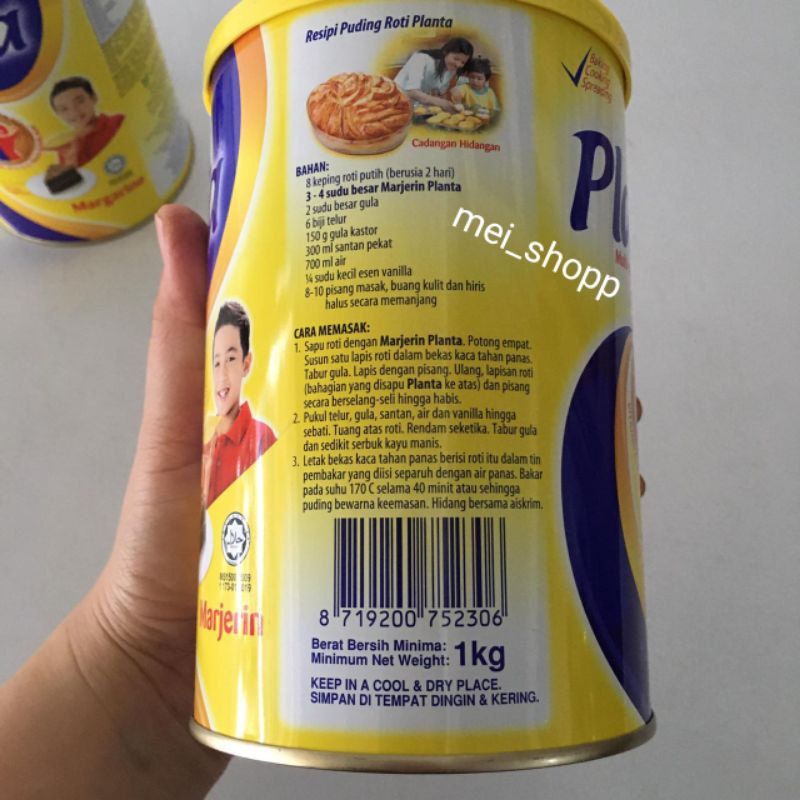 Resipi Puding Roti Planta
Baking
Cooking
Spreading
Cadangan Hidangan
BAHAN:
8 keping roti putih (berusia 2 hari)
3 - 4 sudu besar Marjerin Planta
2 sudu besar gula
6 biji telur
150 g gula kastor
300 ml santan pekat
700 ml air
¼ sudu kecil esen vanilla
8-10 pisang masak, buang kulit dan hiris
halus secara memanjang
mei_shopp
Pl
CARA MEMASAK:
1. Sapu roti dengan Marjerin Planta. Potong empat.
Susun satu lapis roti dalam bekas kaca tahan panas.
Tabur gula. Lapis dengan pisang. Ulang, lapisan roti
(bahagian yang disapu Planta ke atas) dan pisang
secara berselang-seli hingga habis.
2. Pukul telur, gula, santan, air dan vanilla hingga
sebati. Tuang atas roti. Rendam seketika. Tabur gula
dan sedikit serbuk kayu manis.
3. Letak bekas kaca tahan panas berisi roti itu dalam tin
pembakar yang diisi separuh dengan air panas. Bakar
pada suhu 170 C selama 40 minit atau sehingga
puding bewarna keemasan. Hidang bersama aiskrim.
8 719200 752306
Berat Bersih Minima:
Minimum Net Weight: 1kg
KEEP IN A COOL & DRY PLACE.
SIMPAN DI TEMPAT DINGIN & KERING.
Marjerin
Margarine